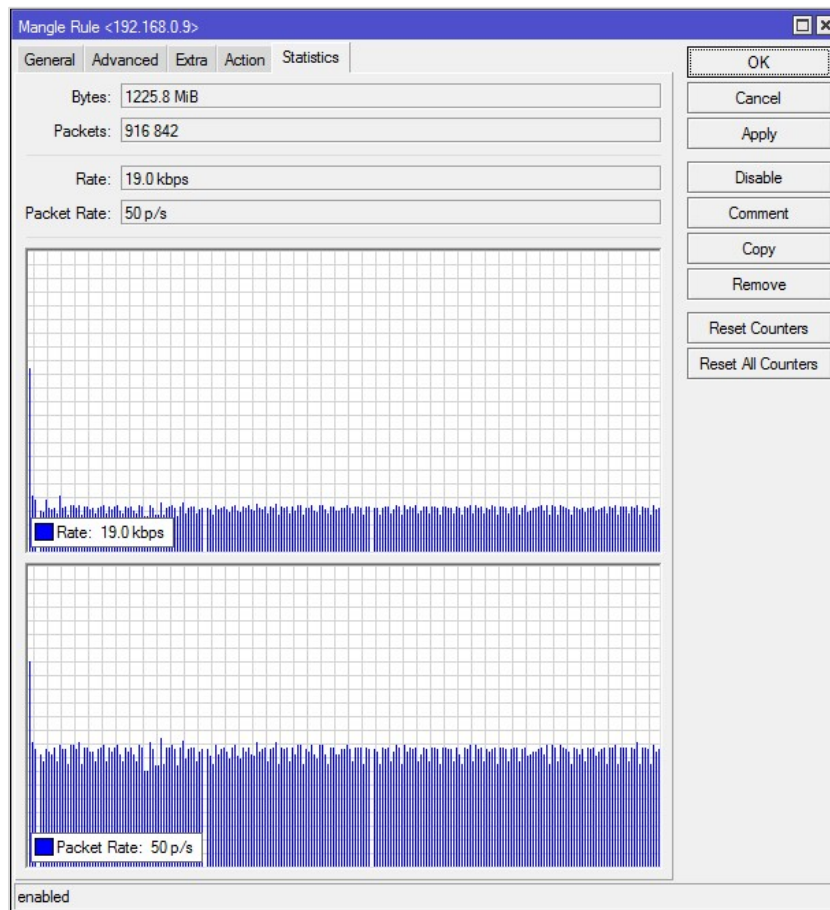 Mangle Rule <192.168.0.9>
General Advanced Extra Action Statistics
Bytes: 1225.8 MiB
Packets: 916 842
Rate: 19.0 kbps
Packet Rate: 50 p/s
Rate: 19.0 kbps
Packet Rate: 50 p/s
OK
Cancel
Apply
Disable
Comment
Copy
Remove
Reset Counters
Reset All Counters
enabled